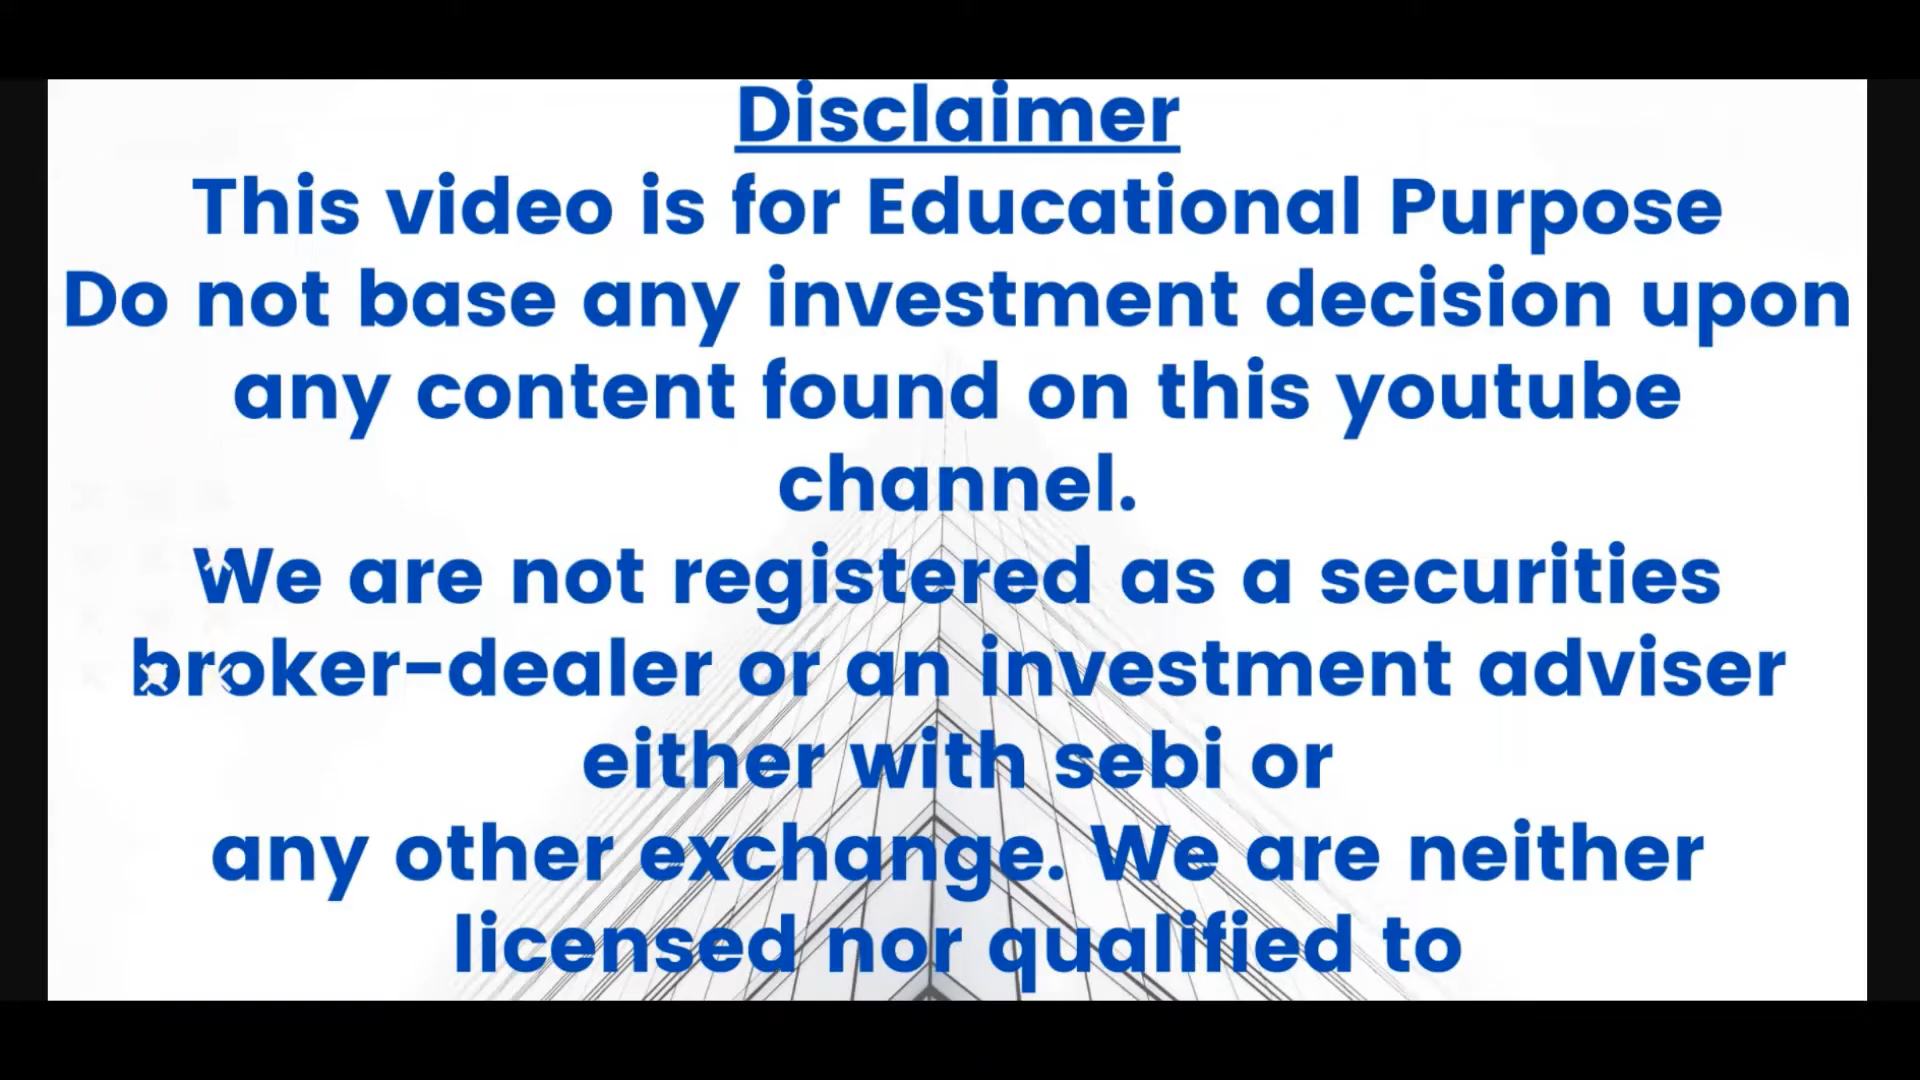 Disclaimer
This video is for Educational Purpose
Do not base any investment decision upon
any content found on this youtube
channel.
We are not registered as a securities
broker-dealer or an investment adviser
either with sebi or
any other exchange. We are neither
licensed nor qualified to